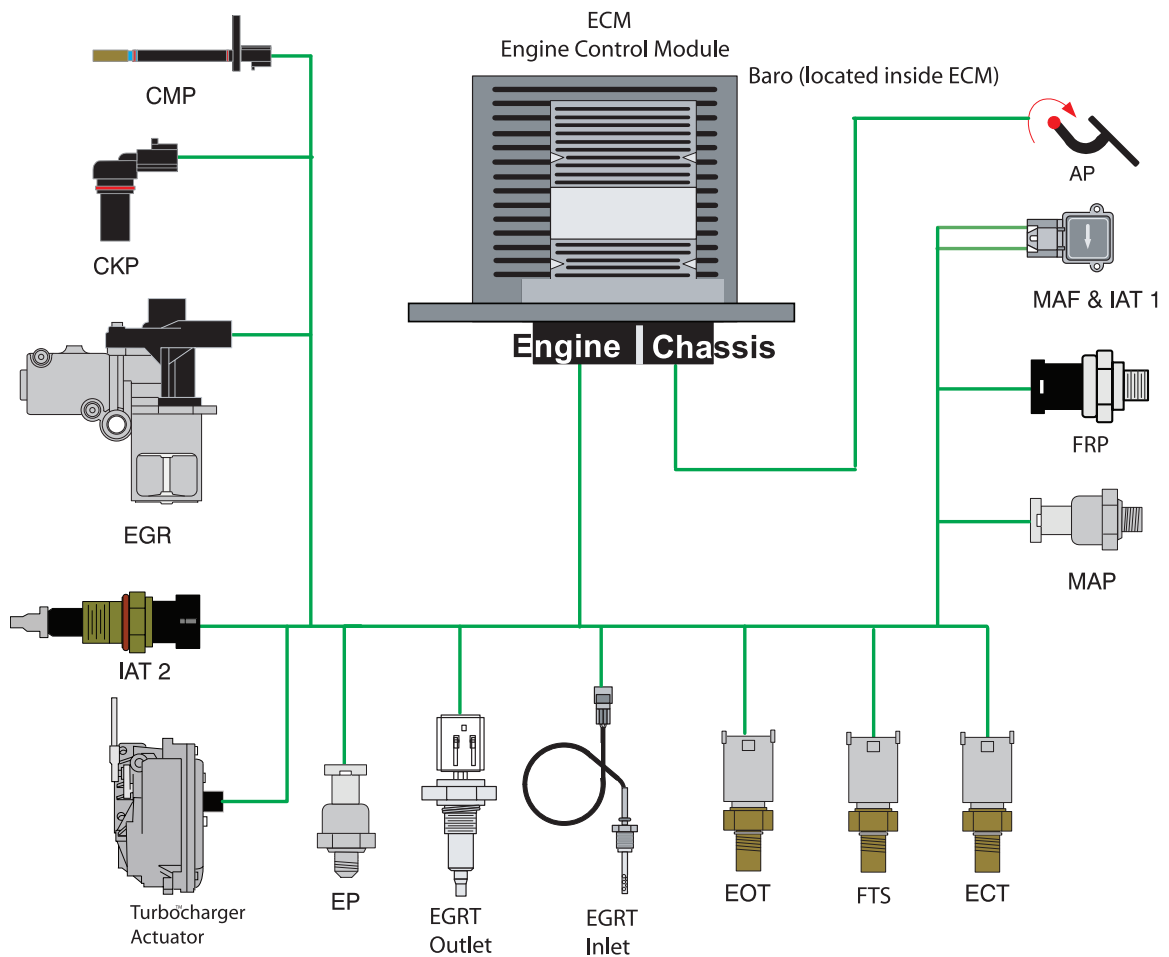 ECM
Engine Control Module
Baro (located inside ECM)
CMP
AP
CKP
MAF & IAT 1
Engine
Chassis
FRP
EGR
MAP
IAT 2
Turbocharger
™
Actuator
EP
EGRT
Outlet
EGRT
Inlet
EOT
FTS
ECT